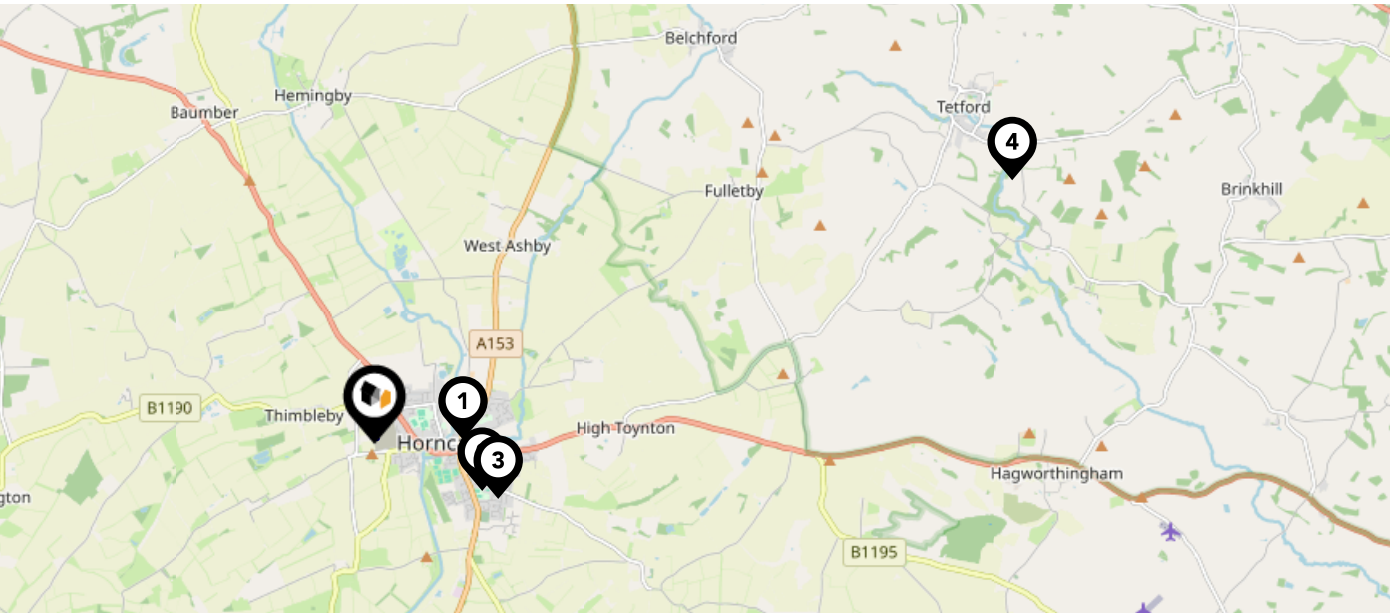 Belchford
Hemingby
Baumber
Tetford
4
Fulletby
Brinkhill
West Ashby
A153
1
B1190
Thimbleby
High Toynton
Hornc
3
Hagworthingham
gton
B1195